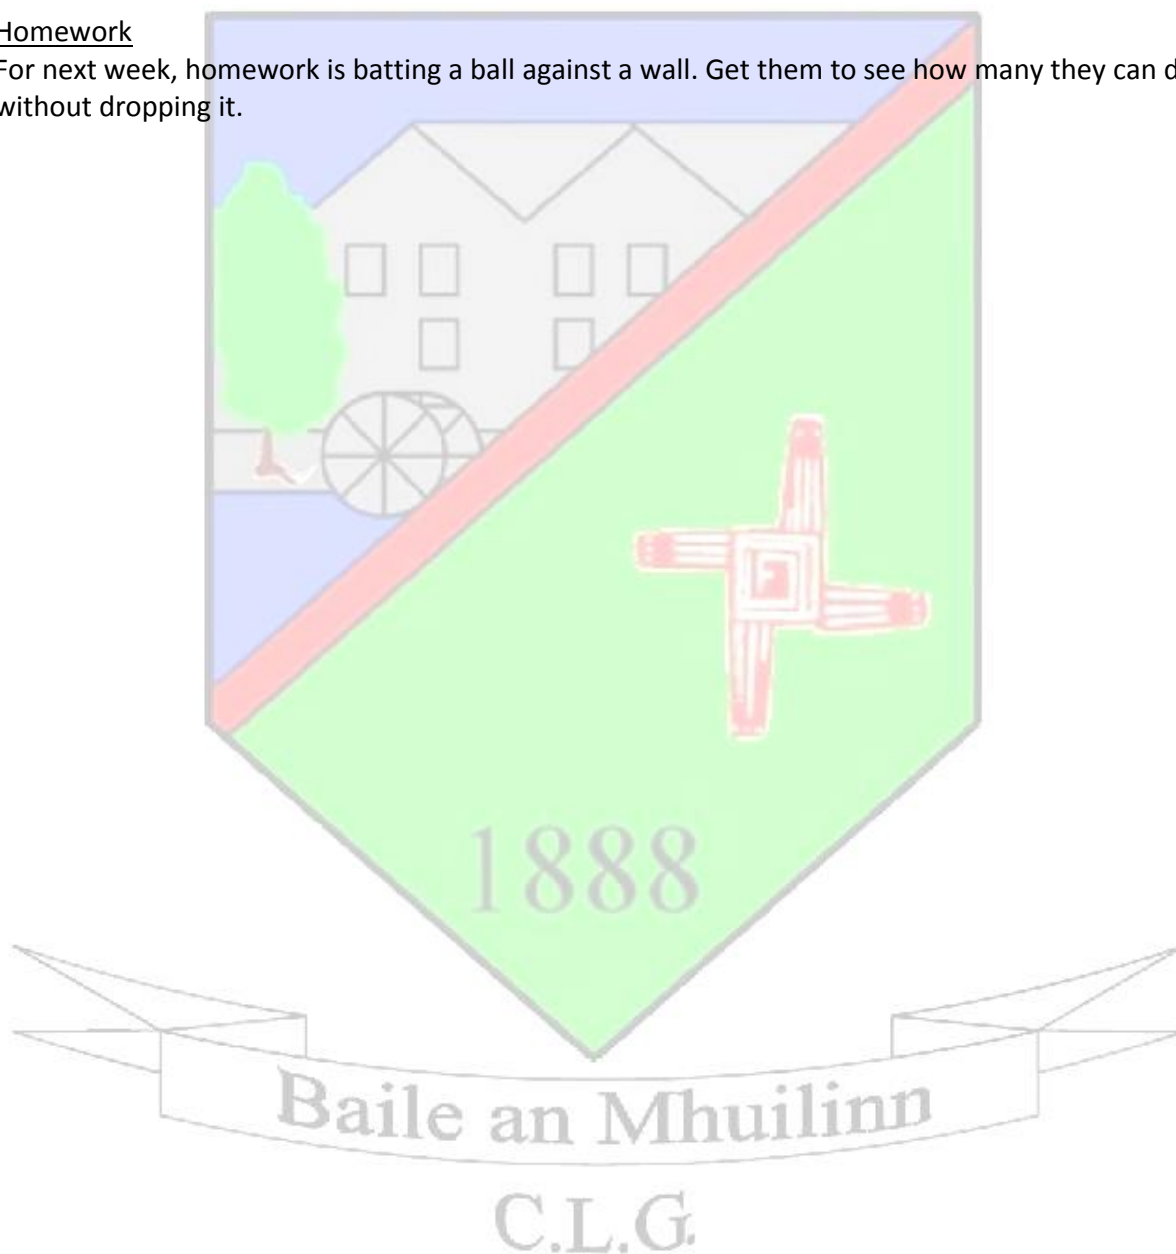 Homework
For next week, homework is batting a ball against a wall. Get them to see how many they can d
without dropping it.
1888
Baile an Mhuilinn
C.L.G.